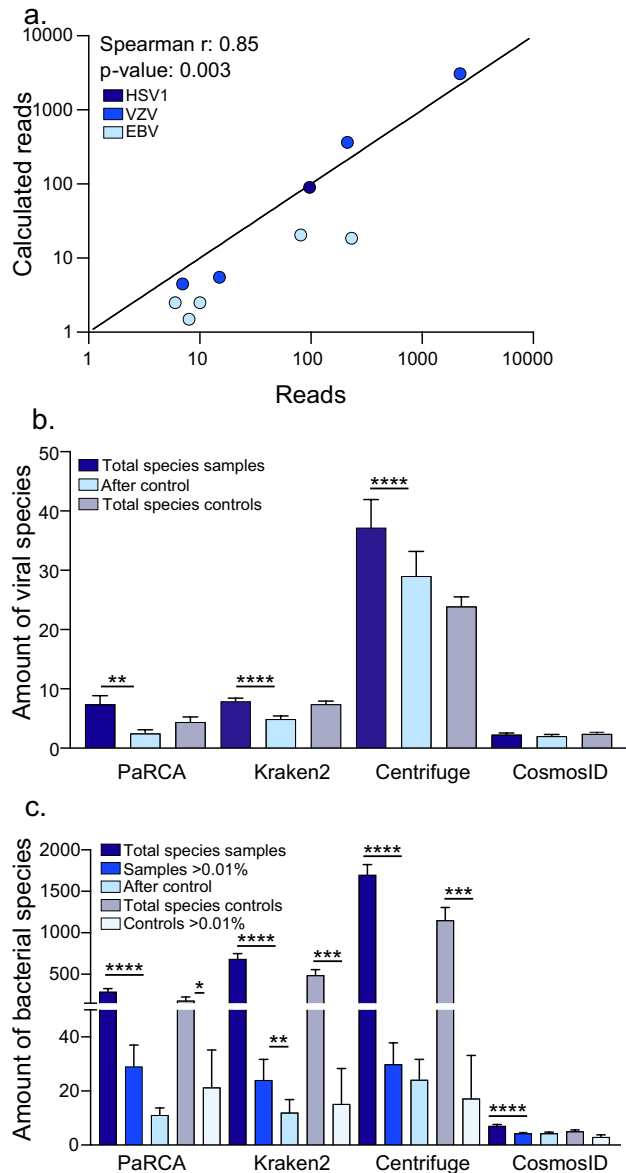 a.
10000
Spearman r: 0.85
p-value: 0.003
HSV1
VZV
EBV
1000
100
10
1
Calculated reads
1 10 100 1000 10000
Reads
b.
50
40
30
20
10
0
Amount of viral species
Total species samples
After control
Total species controls
** **** ****
PaRCA Kraken2 Centrifuge CosmosID
c.
2000
1500
1000
500
40
20
0
Amount of bacterial species
Total species samples
Samples >0.01%
After control
Total species controls
Controls >0.01%
**** * **** ** *** **** *** ****
PaRCA Kraken2 Centrifuge CosmosID